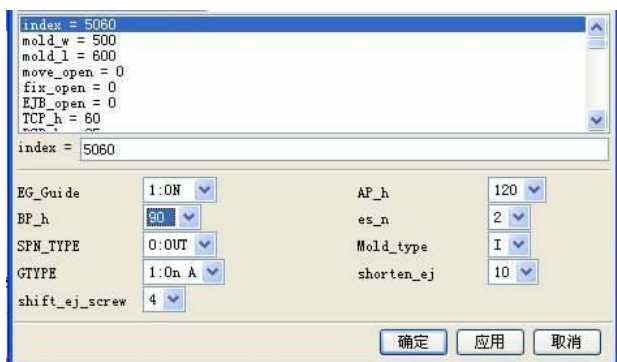 index = 5060
mold_w = 500
mold_l = 600
move_open = 0
fix_open = 0
EJB_open = 0
TCP_h = 60
index = 5060
EG_Guide 1:ON AP_h 120
BP_h 90 es_n 2
SPN_TYPE 0:OUT Mold_type I
GTYPE 1:On A shorten_ej 10
shift_ej_screw 4
确定 应用 取消